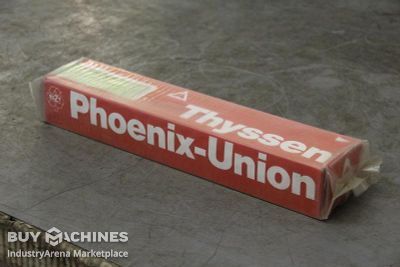 Thyssen
Phoenix-Union
BUY MACHINES
IndustryArena Marketplace